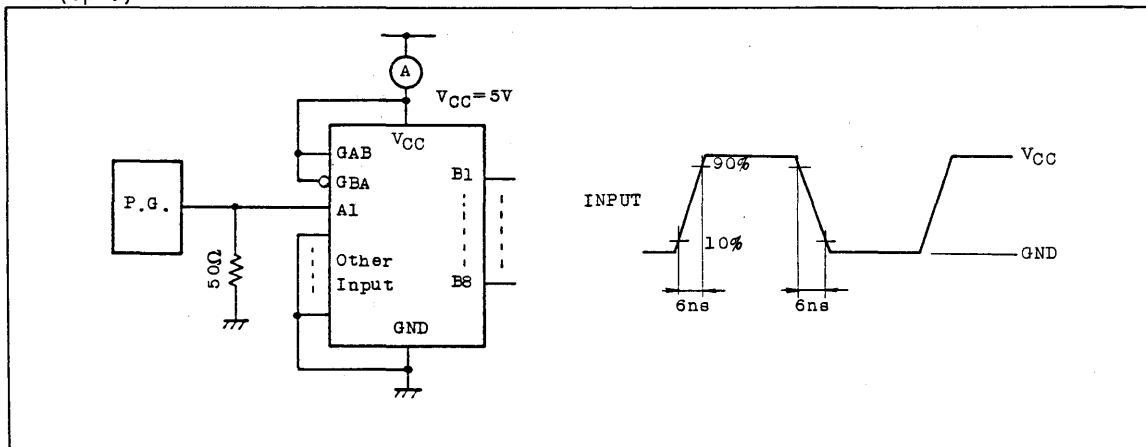 A
VCC=5V
VCC
GAB
GBA
A1
P.G.
50Ω
Other
Input
B1
B8
GND
INPUT
90%
10%
VCC
GND
6ns
6ns